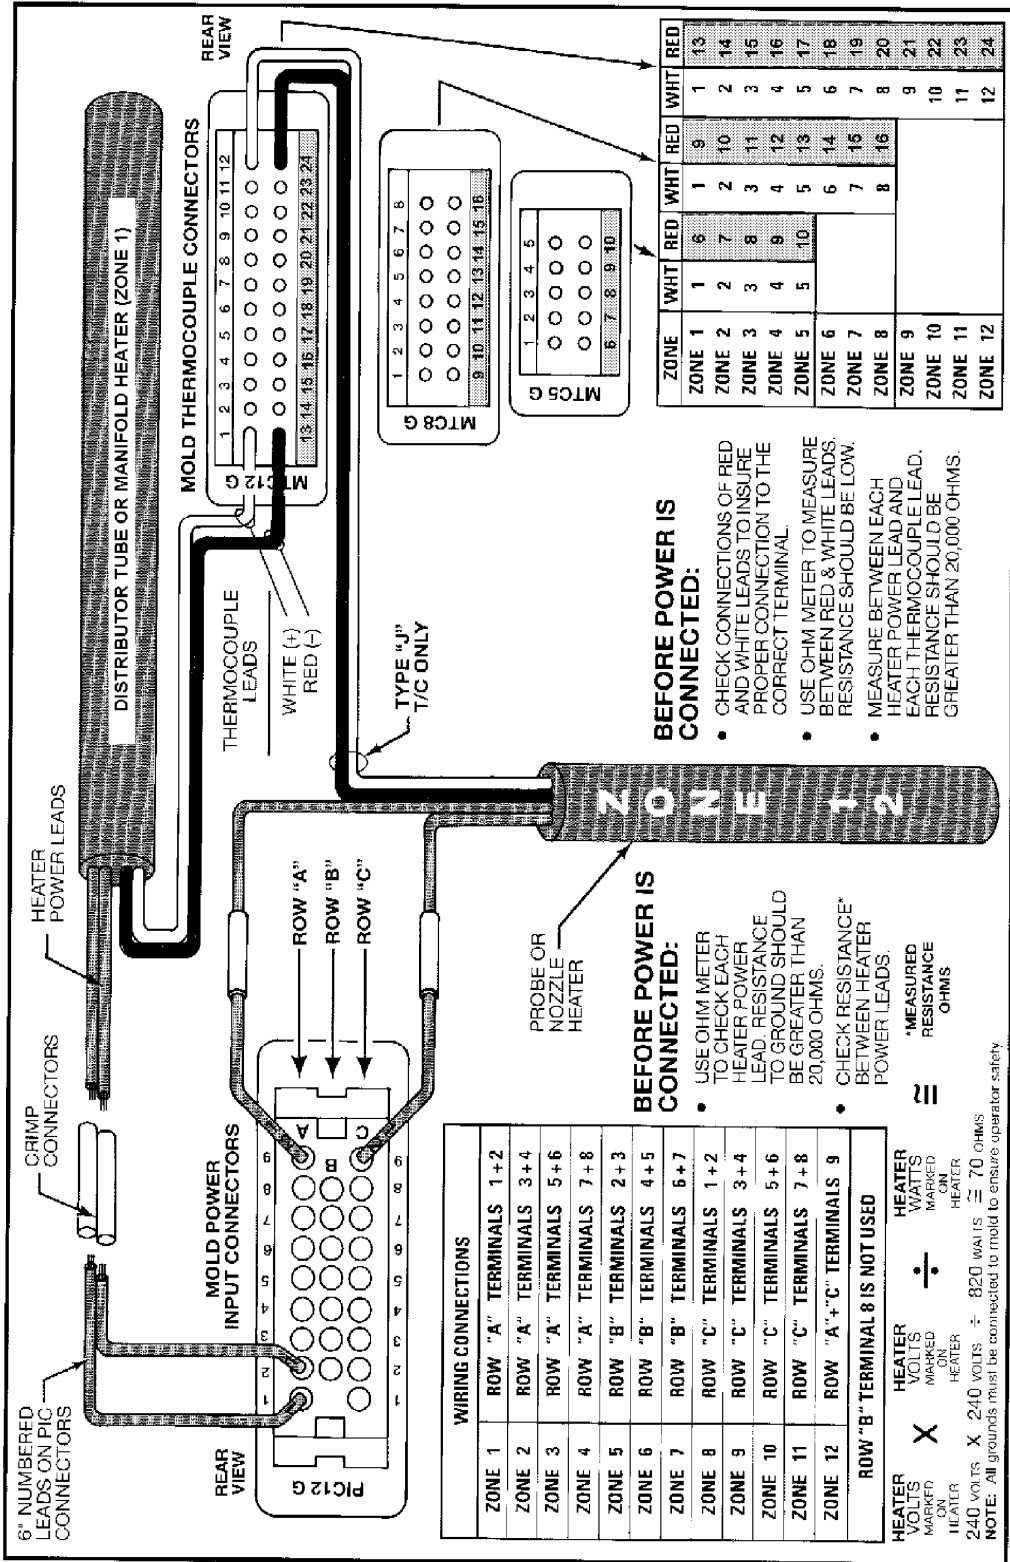 6" NUMBERED
LEADS ON PIC
CONNECTORS
CRIMP
CONNECTORS
HEATER
POWER LEADS
DISTRIBUTOR TUBE OR MANIFOLD HEATER (ZONE 1)
REAR
VIEW
MOLD POWER
INPUT CONNECTORS
PIC12 G
1 2 3 4 5 6 7 8 9
A
B
C
1 2 3 4 5 6 7 8 9
ROW "A"
ROW "B"
ROW "C"
THERMOCOUPLE
LEADS
WHITE (+)
RED (-)
TYPE "J"
T/C ONLY
MOLD THERMOCOUPLE CONNECTORS
REAR
VIEW
MTC12 G
1 2 3 4 5 6 7 8 9 10 11 12
13 14 15 16 17 18 19 20 21 22 23 24
MTC8 G
1 2 3 4 5 6 7 8
9 10 11 12 13 14 15 16
MTC5 G
1 2 3 4 5
6 7 8 9 10
PROBE OR
NOZZLE
HEATER
ZONE 12
WIRING CONNECTIONS
ZONE 1 ROW "A" TERMINALS 1 + 2
ZONE 2 ROW "A" TERMINALS 3 + 4
ZONE 3 ROW "A" TERMINALS 5 + 6
ZONE 4 ROW "A" TERMINALS 7 + 8
ZONE 5 ROW "B" TERMINALS 2 + 3
ZONE 6 ROW "B" TERMINALS 4 + 5
ZONE 7 ROW "B" TERMINALS 6 + 7
ZONE 8 ROW "C" TERMINALS 1 + 2
ZONE 9 ROW "C" TERMINALS 3 + 4
ZONE 10 ROW "C" TERMINALS 5 + 6
ZONE 11 ROW "C" TERMINALS 7 + 8
ZONE 12 ROW "A"+"C" TERMINALS 9
ROW "B" TERMINAL 8 IS NOT USED
BEFORE POWER IS
CONNECTED:
• USE OHM METER
TO CHECK EACH
HEATER POWER
LEAD. RESISTANCE
TO GROUND SHOULD
BE GREATER THAN
20,000 OHMS.
• CHECK RESISTANCE*
BETWEEN HEATER
POWER LEADS.
BEFORE POWER IS
CONNECTED:
• CHECK CONNECTIONS OF RED
AND WHITE LEADS TO INSURE
PROPER CONNECTION TO THE
CORRECT TERMINAL.
• USE OHM METER TO MEASURE
BETWEEN RED & WHITE LEADS.
RESISTANCE SHOULD BE LOW.
• MEASURE BETWEEN EACH
HEATER POWER LEAD AND
EACH THERMOCOUPLE LEAD.
RESISTANCE SHOULD BE
GREATER THAN 20,000 OHMS.
ZONE WHT RED WHT RED WHT RED
ZONE 1 1 6 1 9 1 13
ZONE 2 2 7 2 10 2 14
ZONE 3 3 8 3 11 3 15
ZONE 4 4 9 4 12 4 16
ZONE 5 5 10 5 13 5 17
ZONE 6 6 14 6 18
ZONE 7 7 15 7 19
ZONE 8 8 16 8 20
ZONE 9 9 21
ZONE 10 10 22
ZONE 11 11 23
ZONE 12 12 24
HEATER VOLTS MARKED ON HEATER X HEATER VOLTS MARKED ON HEATER ÷ HEATER WATTS MARKED ON HEATER ≅ *MEASURED RESISTANCE OHMS
240 VOLTS X 240 VOLTS ÷ 820 WATTS ≅ 70 OHMS
NOTE: All grounds must be connected to mold to ensure operator safety.